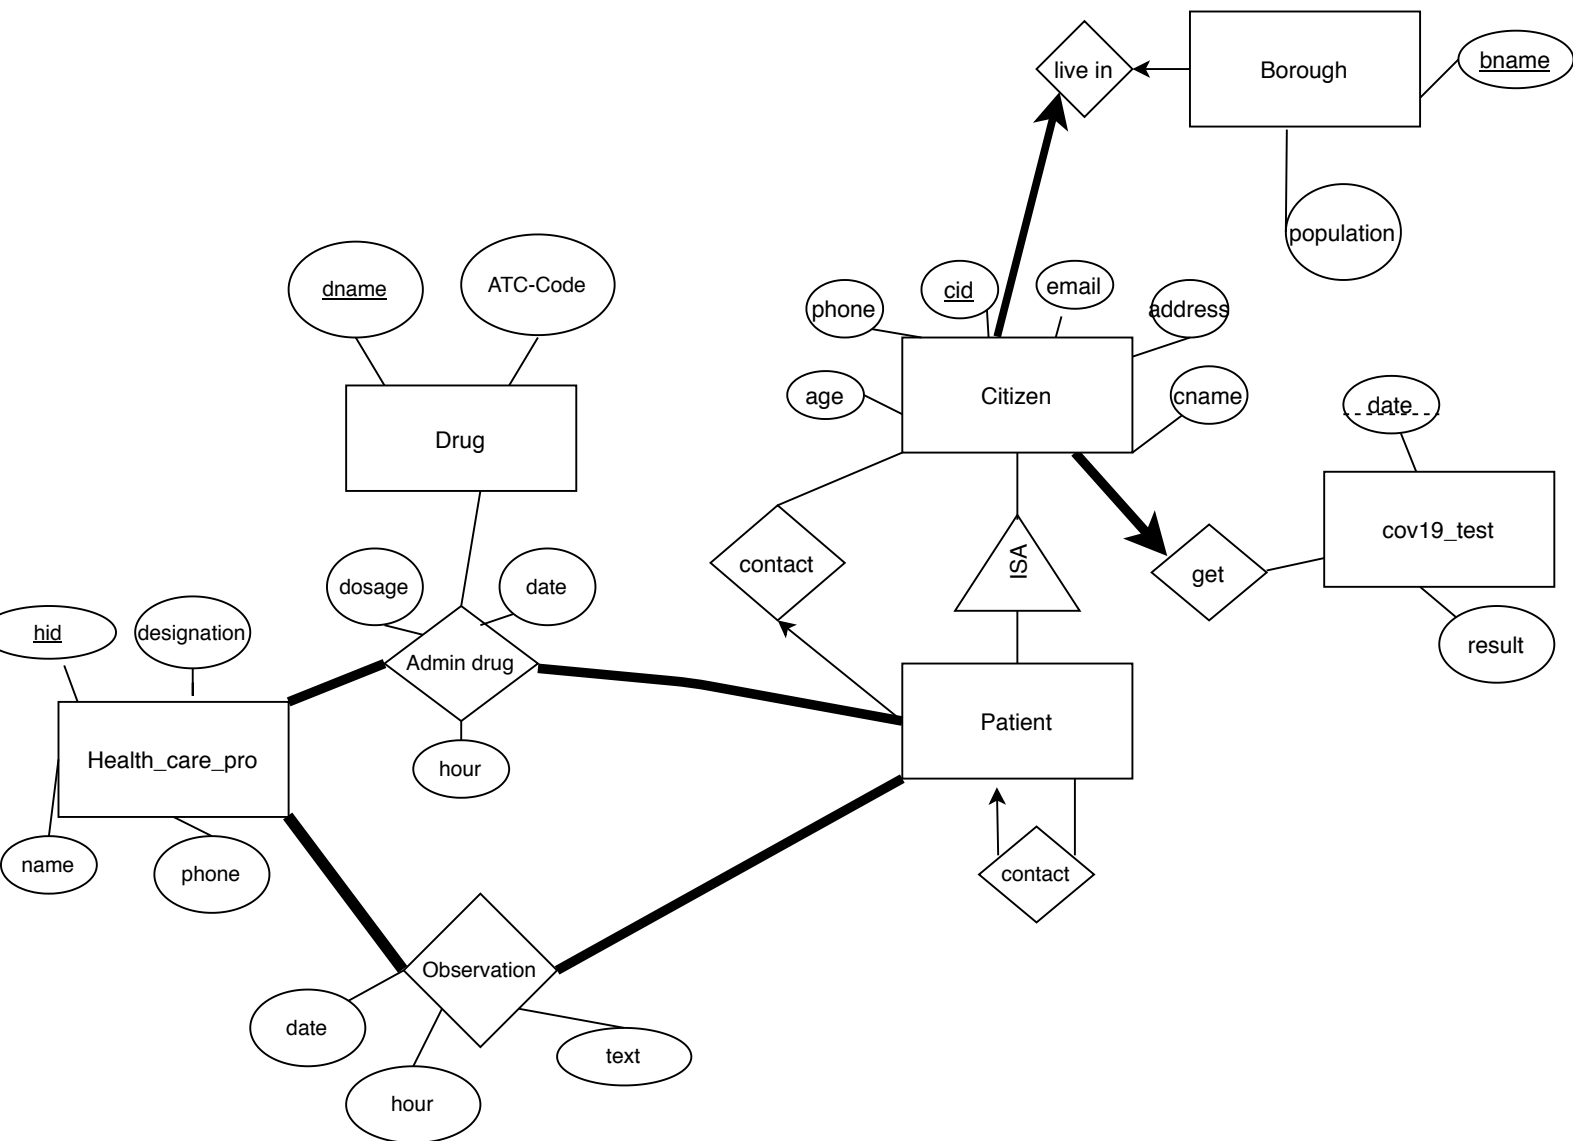 live in
Borough
bname
population
dname
ATC-Code
phone
cid
email
address
age
Citizen
cname
date
Drug
cov19_test
contact
ISA
get
dosage
date
result
hid
designation
Admin drug
Patient
Health_care_pro
hour
name
phone
contact
Observation
date
text
hour